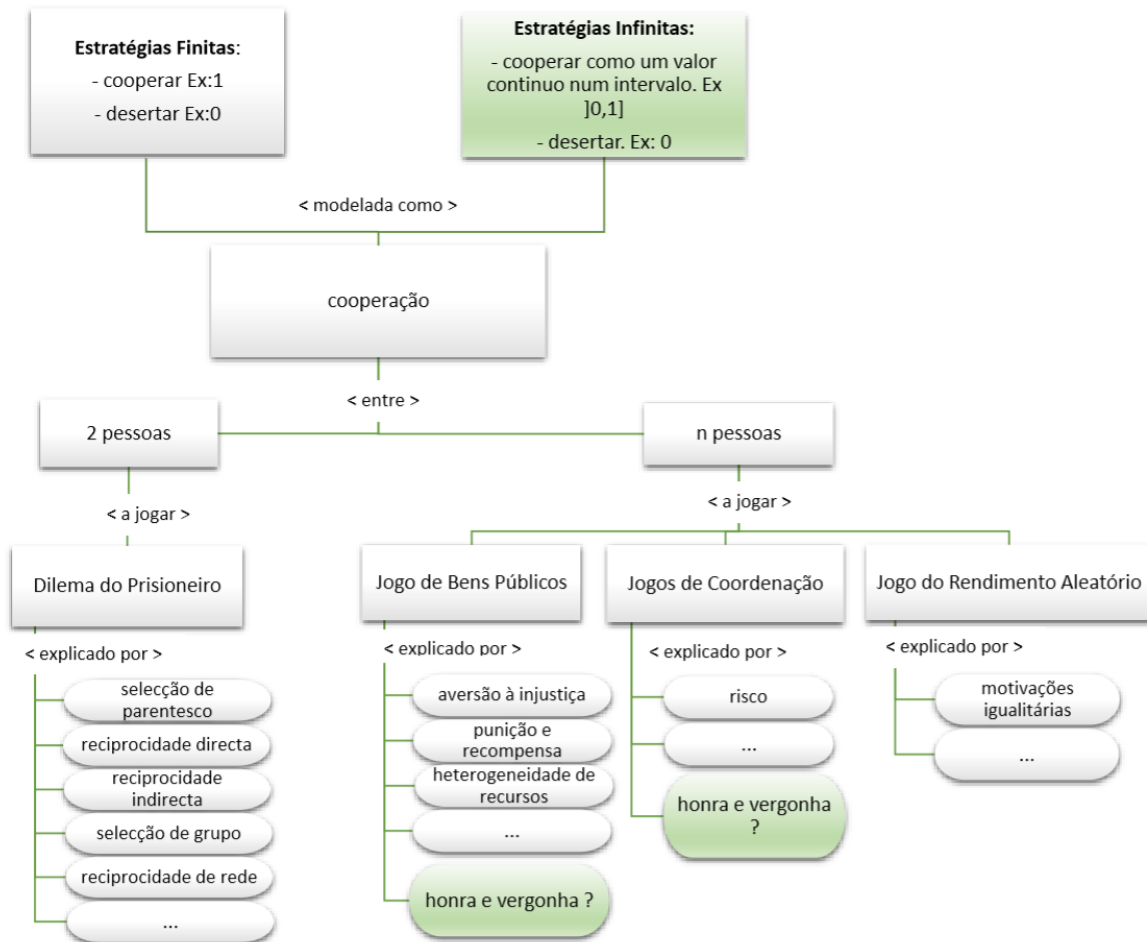 Estratégias Finitas:
- cooperar Ex:1
- desertar Ex:0
Estratégias Infinitas:
- cooperar como um valor
continuo num intervalo. Ex
]0,1]
- desertar. Ex: 0
< modelada como >
cooperação
< entre >
2 pessoas
n pessoas
< a jogar >
< a jogar >
Dilema do Prisioneiro
Jogo de Bens Públicos
Jogos de Coordenação
Jogo do Rendimento Aleatório
< explicado por >
selecção de
parentesco
reciprocidade directa
reciprocidade
indirecta
selecção de grupo
reciprocidade de rede
...
< explicado por >
aversão à injustiça
punição e
recompensa
heterogeneidade de
recursos
...
honra e vergonha ?
< explicado por >
risco
...
honra e vergonha
?
< explicado por >
motivações
igualitárias
...